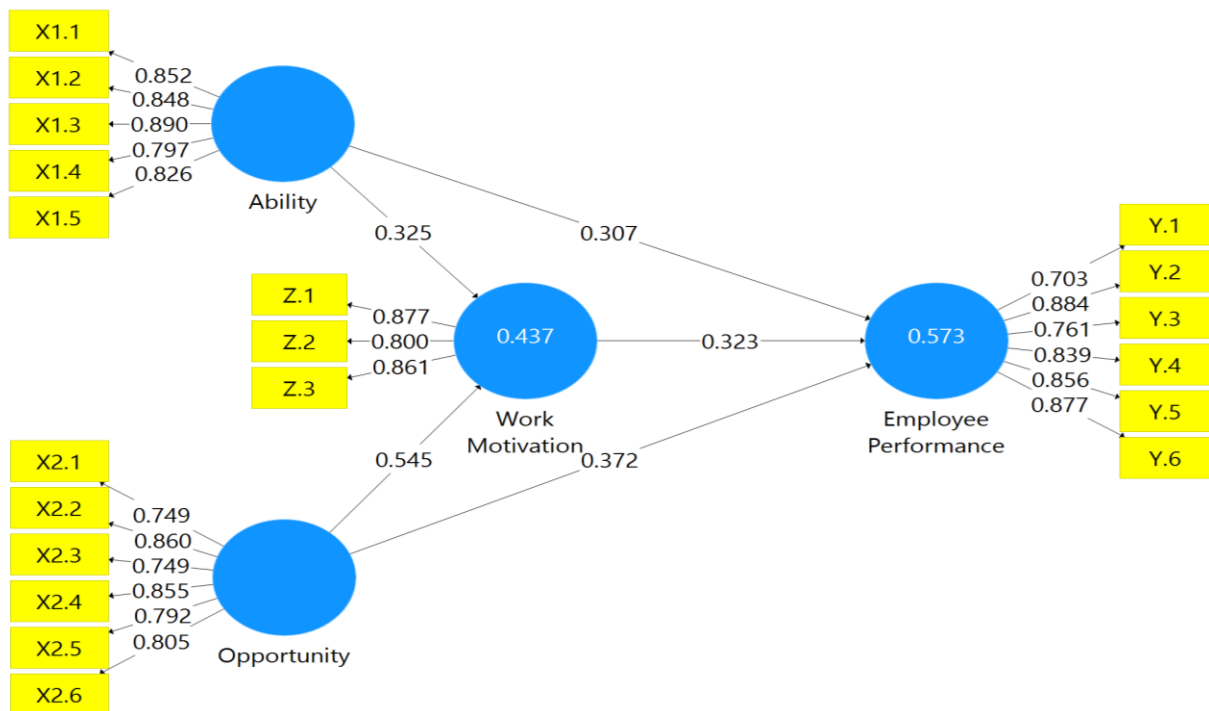 X1.1
X1.2
X1.3
X1.4
X1.5
0.852
0.848
0.890
0.797
0.826
Ability
0.325
0.307
Z.1
Z.2
Z.3
0.877
0.800
0.861
0.437
Work
Motivation
0.323
0.573
Employee
Performance
0.703
0.884
0.761
0.839
0.856
0.877
Y.1
Y.2
Y.3
Y.4
Y.5
Y.6
0.545
0.372
X2.1
X2.2
X2.3
X2.4
X2.5
X2.6
0.749
0.860
0.749
0.855
0.792
0.805
Opportunity